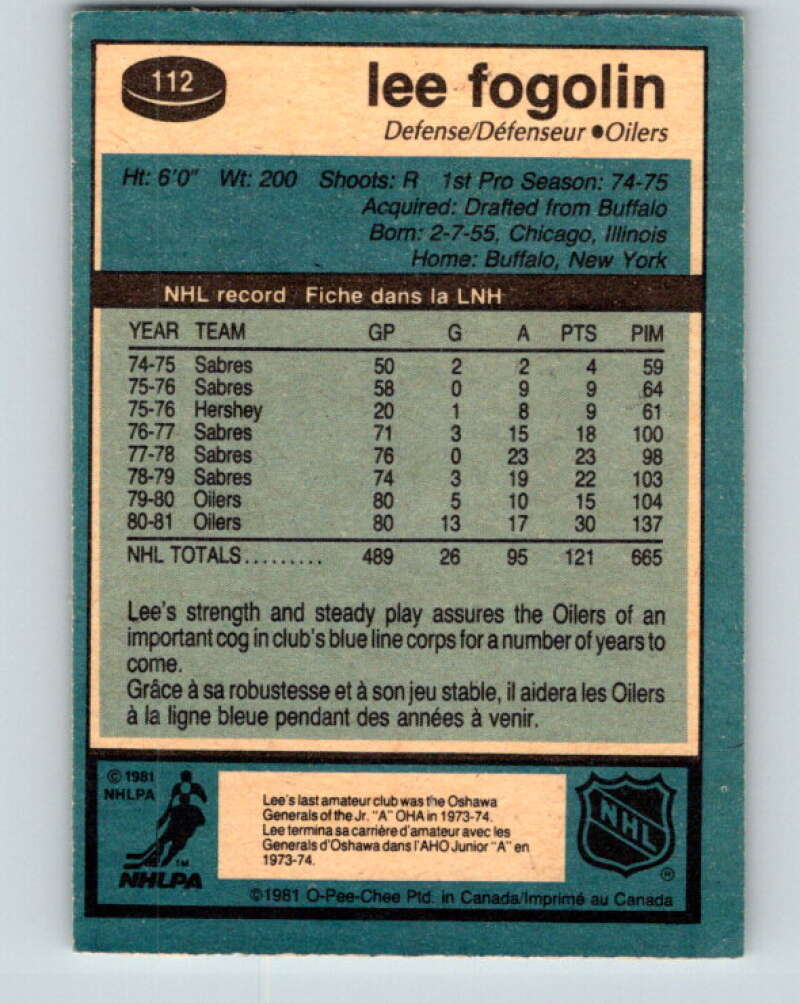 112
lee fogolin
Defense/Défenseur ●Oilers
Ht: 6'0" Wt: 200 Shoots: R 1st Pro Season: 74-75
Acquired: Drafted from Buffalo
Born: 2-7-55, Chicago, Illinois
Home: Buffalo, New York
NHL record Fiche dans la LNH
YEAR TEAM GP G A PTS PIM
74-75 Sabres 50 2 2 4 59
75-76 Sabres 58 0 9 9 64
75-76 Hershey 20 1 8 9 61
76-77 Sabres 71 3 15 18 100
77-78 Sabres 76 0 23 23 98
78-79 Sabres 74 3 19 22 103
79-80 Oilers 80 5 10 15 104
80-81 Oilers 80 13 17 30 137
NHL TOTALS......... 489 26 95 121 665
Lee's strength and steady play assures the Oilers of an
important cog in club's blue line corps for a number of years to
come.
Grâce à sa robustesse et à son jeu stable, il aidera les Oilers
à la ligne bleue pendant des années à venir.
© 1981
NHLPA
TM
NHLPA
Lee's last amateur club was the Oshawa
Generals of the Jr. "A" OHA in 1973-74.
Lee termina sa carrière d'amateur avec les
Generals d'Oshawa dans l'AHO Junior "A" en
1973-74.
NHL
®
©1981 O-Pee-Chee Ptd. in Canada/Imprimé au Canada